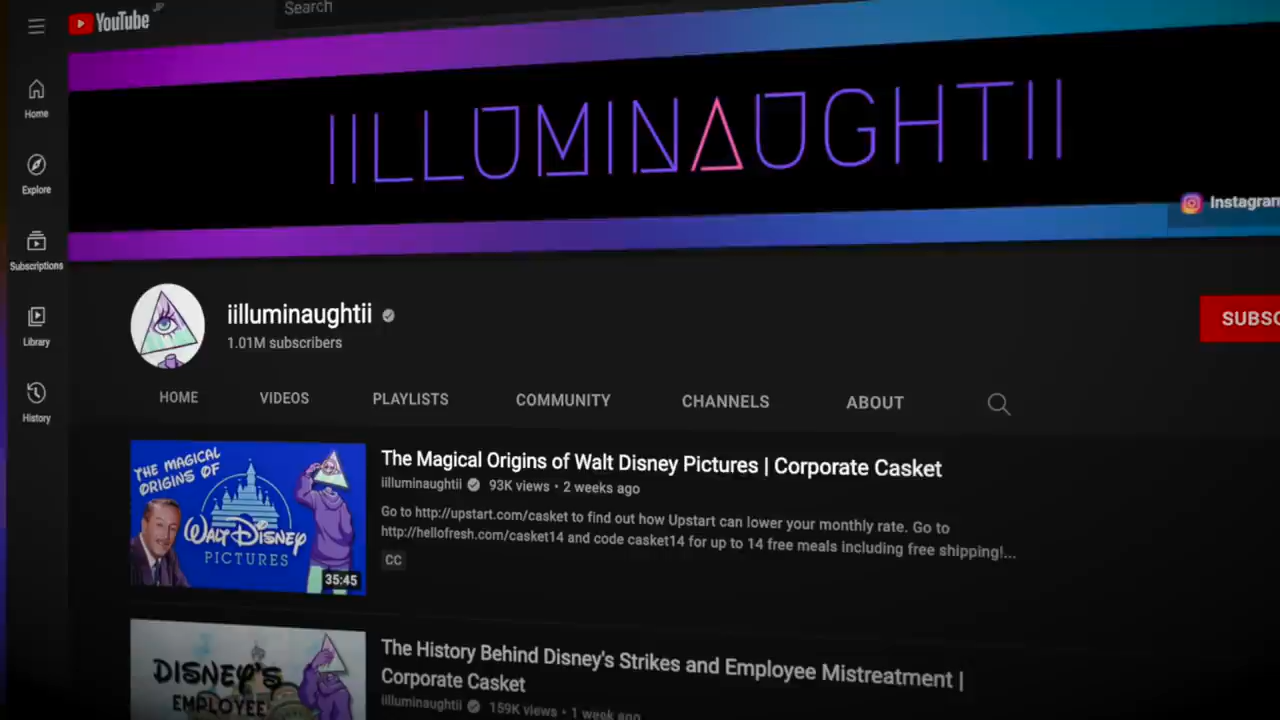 YouTube JP
Search
IILLUMINAUGHTII
Instagram
Home
Explore
Subscriptions
Library
History
iilluminaughtii
1.01M subscribers
SUBSC
HOME VIDEOS PLAYLISTS COMMUNITY CHANNELS ABOUT
THE MAGICAL
ORIGINS OF
WALT DISNEY
PICTURES
35:45
The Magical Origins of Walt Disney Pictures | Corporate Casket
iilluminaughtii 93K views • 2 weeks ago
Go to http://upstart.com/casket to find out how Upstart can lower your monthly rate. Go to
http://hellofresh.com/casket14 and code casket14 for up to 14 free meals including free shipping!...
CC
DISNEY'S
EMPLOYEE
The History Behind Disney's Strikes and Employee Mistreatment |
Corporate Casket
iilluminaughtii 159K views • 1 week ago